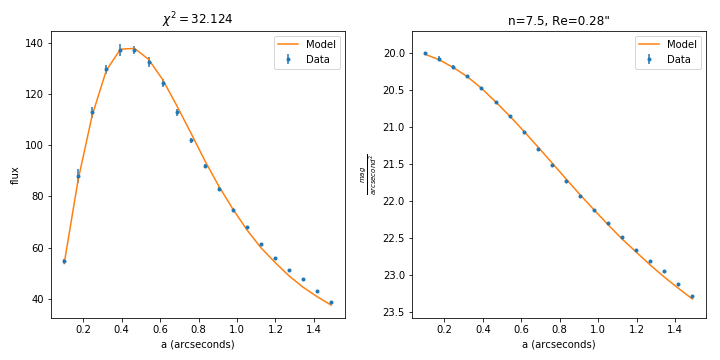 χ² = 32.124
Model
Data
140
120
100
80
60
40
flux
0.2 0.4 0.6 0.8 1.0 1.2 1.4
a (arcseconds)
n=7.5, Re=0.28"
Model
Data
20.0
20.5
21.0
21.5
22.0
22.5
23.0
23.5
mag
arcsecond²
0.2 0.4 0.6 0.8 1.0 1.2 1.4
a (arcseconds)